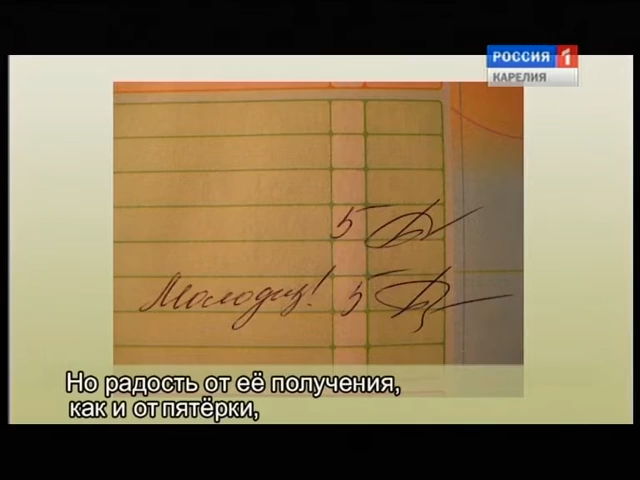 РОССИЯ 1
КАРЕЛИЯ
5
Молодец! 5
Но радость от её получения,
как и от пятёрки,